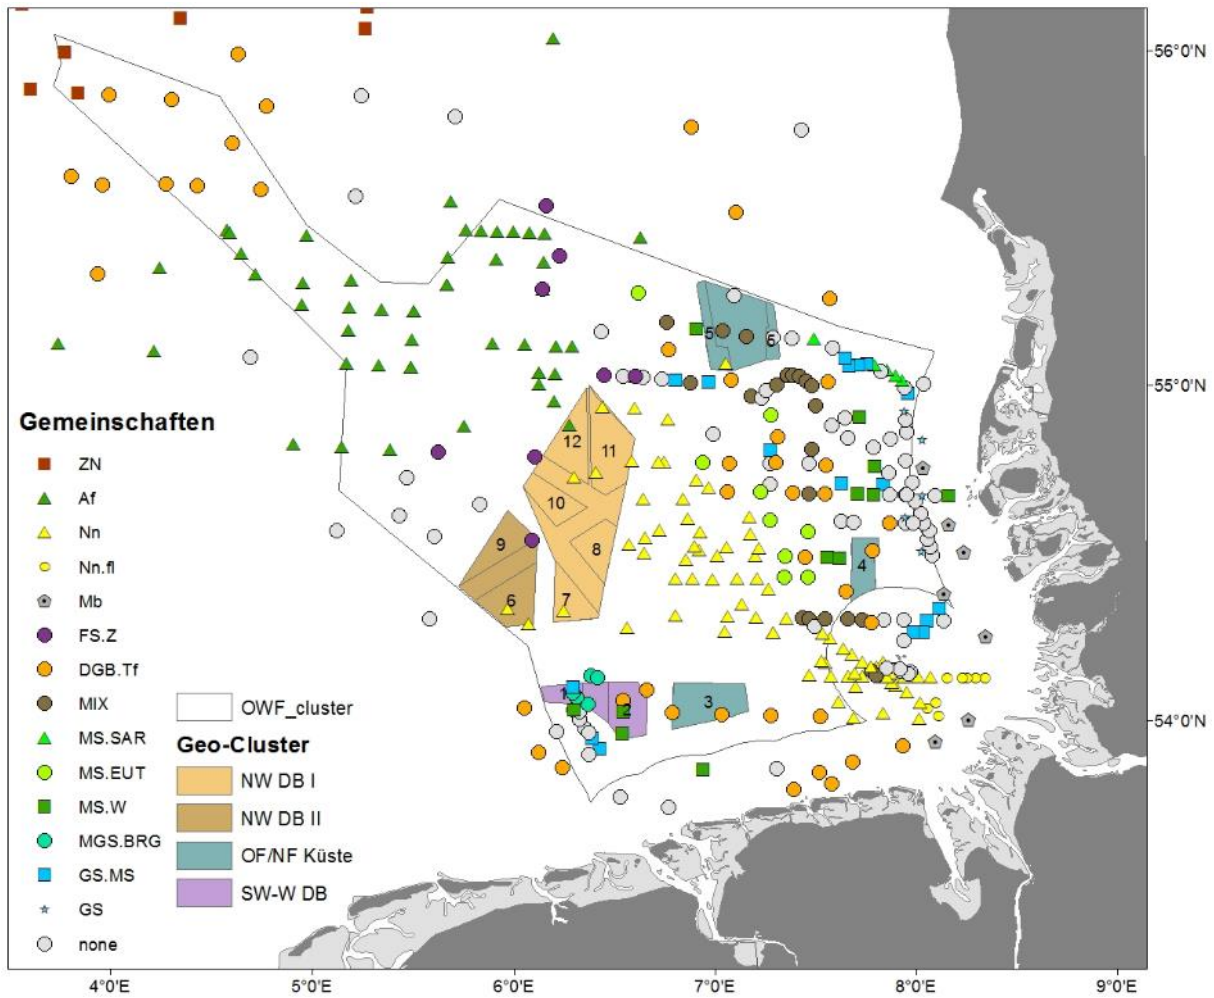 56°0'N
55°0'N
54°0'N
Gemeinschaften
ZN
Af
Nn
Nn.fl
Mb
FS.Z
DGB.Tf
MIX
MS.SAR
MS.EUT
MS.W
MGS.BRG
GS.MS
GS
none
OWF_cluster
Geo-Cluster
NW DB I
NW DB II
OF/NF Küste
SW-W DB
5
6
12
11
10
9
8
4
6
7
1
2
3
4°0'E
5°0'E
6°0'E
7°0'E
8°0'E
9°0'E